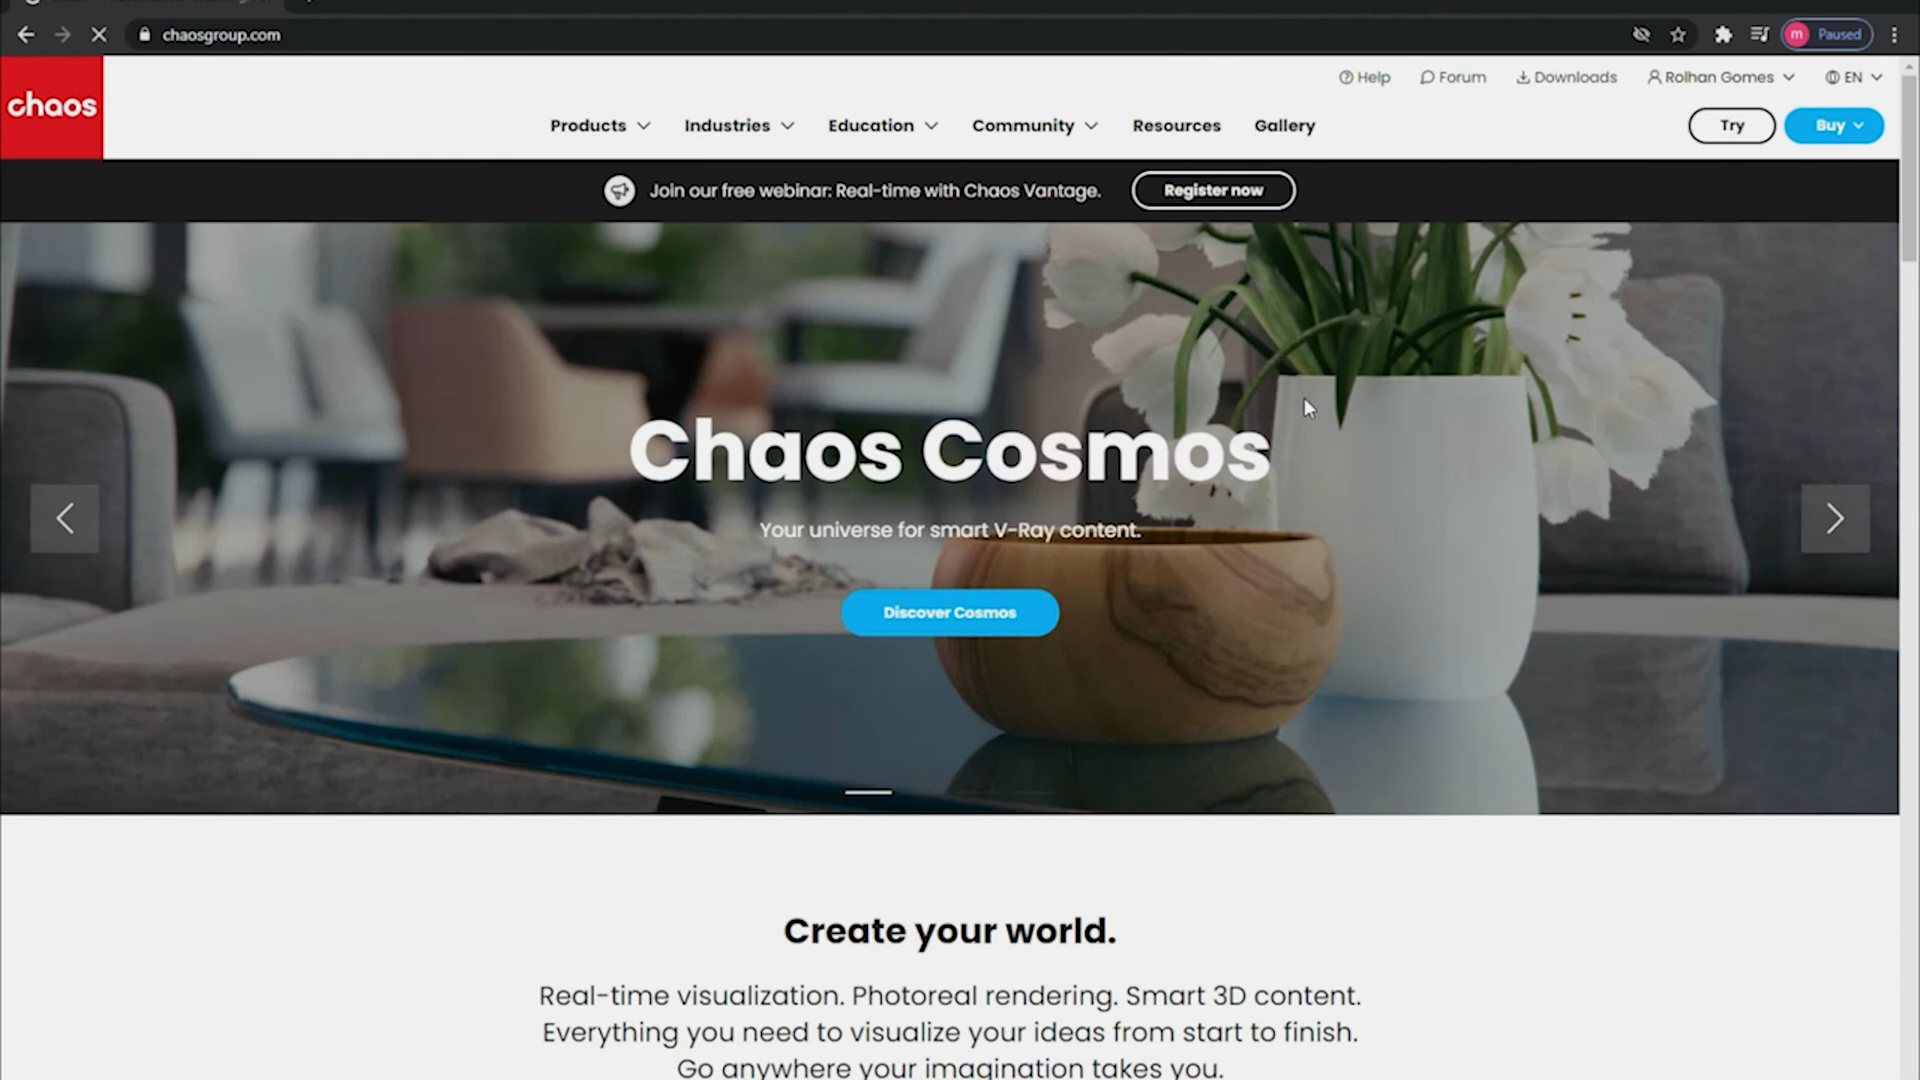 chaosgroup.com
m
Paused
Help
Forum
Downloads
Rolhan Gomes
EN
chaos
Products
Industries
Education
Community
Resources
Gallery
Try
Buy
Join our free webinar: Real-time with Chaos Vantage.
Register now
Chaos Cosmos
Your universe for smart V-Ray content.
Discover Cosmos
Create your world.
Real-time visualization. Photoreal rendering. Smart 3D content.
Everything you need to visualize your ideas from start to finish.
Go anywhere your imagination takes you.